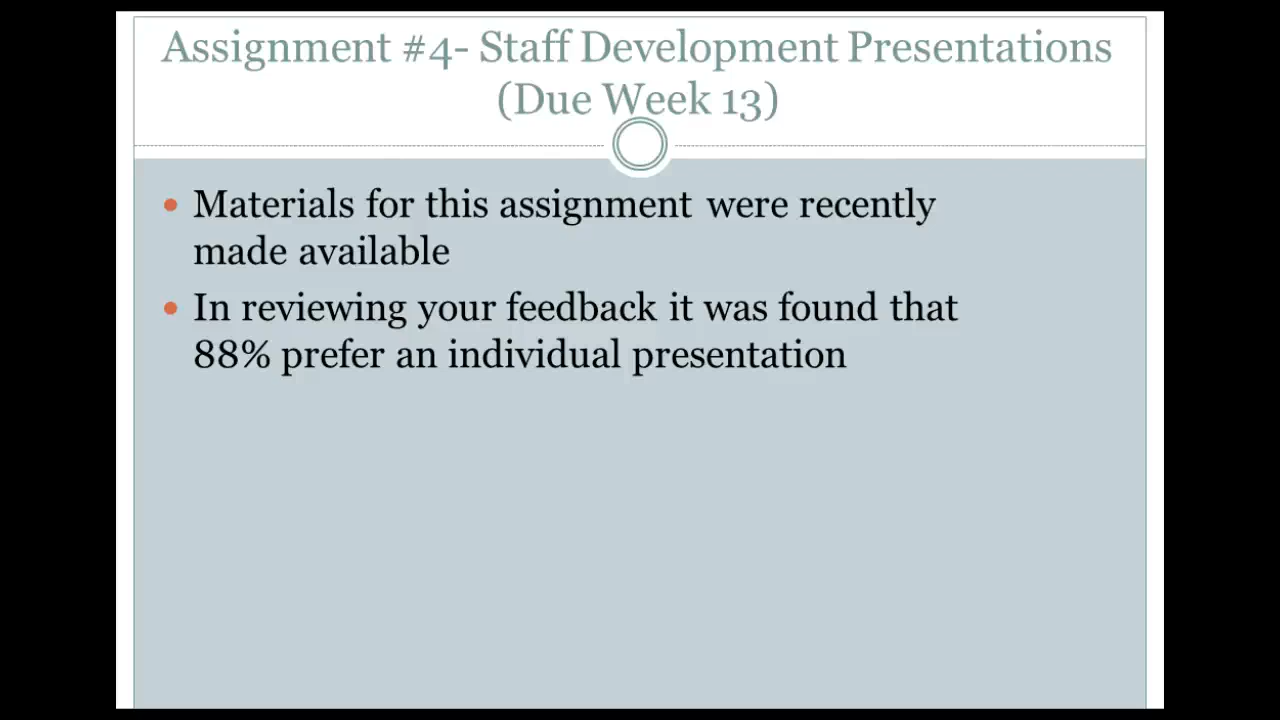 Assignment #4- Staff Development Presentations
(Due Week 13)
• Materials for this assignment were recently
made available
• In reviewing your feedback it was found that
88% prefer an individual presentation